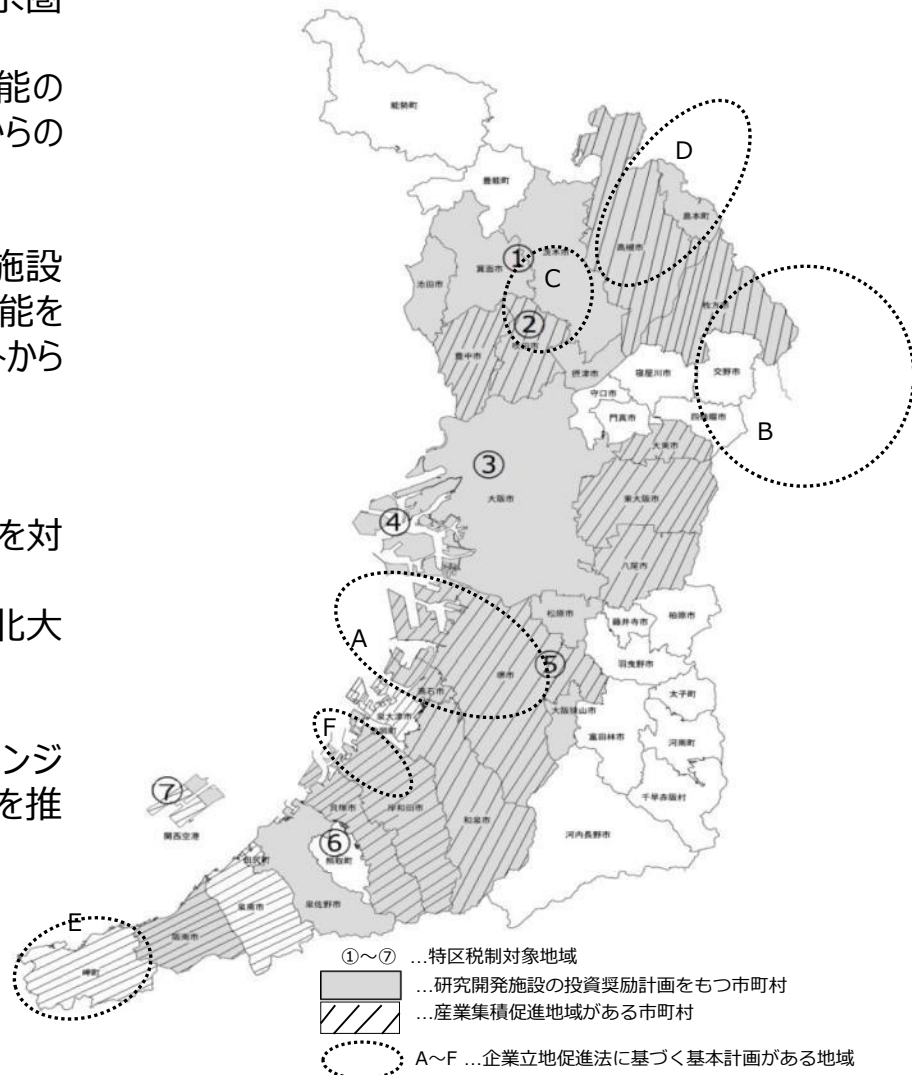 京圏
能の
からの
施設
能を
外から
を対
北大
ンジ
を推
能勢町
豊能町
D
島本町
高槻市
①
茨木市
箕面市
池田市
C
枚方市
②
吹田市
豊中市
摂津市
寝屋川市
交野市
守口市
門真市
四條畷市
B
大東市
③
大阪市
東大阪市
④
八尾市
松原市
藤井寺市
柏原市
A
⑤
堺市
羽曳野市
高石市
太子町
泉大津市
大阪狭山市
富田林市
河南町
F
千早赤阪村
⑦
関西空港
貝塚市
岸和田市
和泉市
河内長野市
⑥
熊取町
田尻町
泉佐野市
泉南市
E
阪南市
岬町
①～⑦ …特区税制対象地域
…研究開発施設の投資奨励計画をもつ市町村
…産業集積促進地域がある市町村
A～F …企業立地促進法に基づく基本計画がある地域